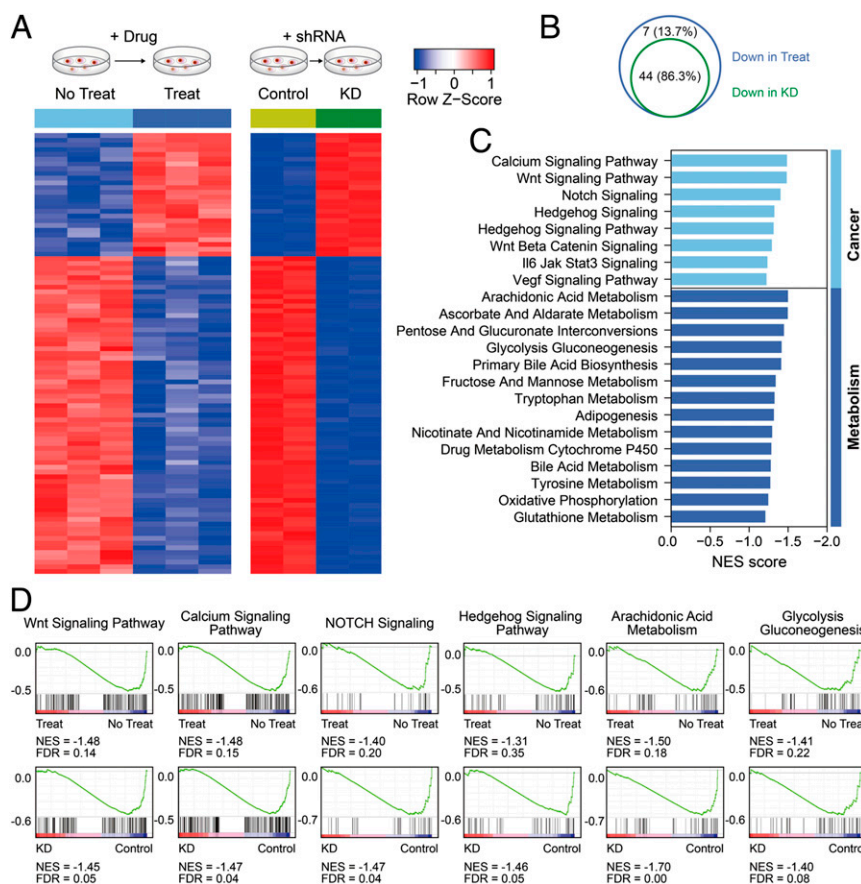 A
+ Drug
+ shRNA
No Treat
Treat
Control
KD
−1 0 1
Row Z-Score
B
7 (13.7%)
44 (86.3%)
Down in Treat
Down in KD
C
Calcium Signaling Pathway
Wnt Signaling Pathway
Notch Signaling
Hedgehog Signaling
Hedgehog Signaling Pathway
Wnt Beta Catenin Signaling
Il6 Jak Stat3 Signaling
Vegf Signaling Pathway
Cancer
Arachidonic Acid Metabolism
Ascorbate And Aldarate Metabolism
Pentose And Glucuronate Interconversions
Glycolysis Gluconeogenesis
Primary Bile Acid Biosynthesis
Fructose And Mannose Metabolism
Tryptophan Metabolism
Adipogenesis
Nicotinate And Nicotinamide Metabolism
Drug Metabolism Cytochrome P450
Bile Acid Metabolism
Tyrosine Metabolism
Oxidative Phosphorylation
Glutathione Metabolism
Metabolism
0.0 −0.5 −1.0 −1.5 −2.0
NES score
D
Wnt Signaling Pathway
0.0
-0.5
Treat No Treat
NES = -1.48
FDR = 0.14
Calcium Signaling
Pathway
0.0
-0.5
Treat No Treat
NES = -1.48
FDR = 0.15
NOTCH Signaling
0.0
-0.6
Treat No Treat
NES = -1.40
FDR = 0.20
Hedgehog Signaling
Pathway
0.0
-0.6
Treat No Treat
NES = -1.31
FDR = 0.35
Arachidonic Acid
Metabolism
0.0
-0.6
Treat No Treat
NES = -1.50
FDR = 0.18
Glycolysis
Gluconeogenesis
0.0
-0.5
Treat No Treat
NES = -1.41
FDR = 0.22
0.0
-0.6
KD Control
NES = -1.45
FDR = 0.05
0.0
-0.6
KD Control
NES = -1.47
FDR = 0.04
0.0
-0.7
KD Control
NES = -1.47
FDR = 0.04
0.0
-0.6
KD Control
NES = -1.46
FDR = 0.05
0.0
-0.7
KD Control
NES = -1.70
FDR = 0.00
0.0
-0.6
KD Control
NES = -1.40
FDR = 0.08